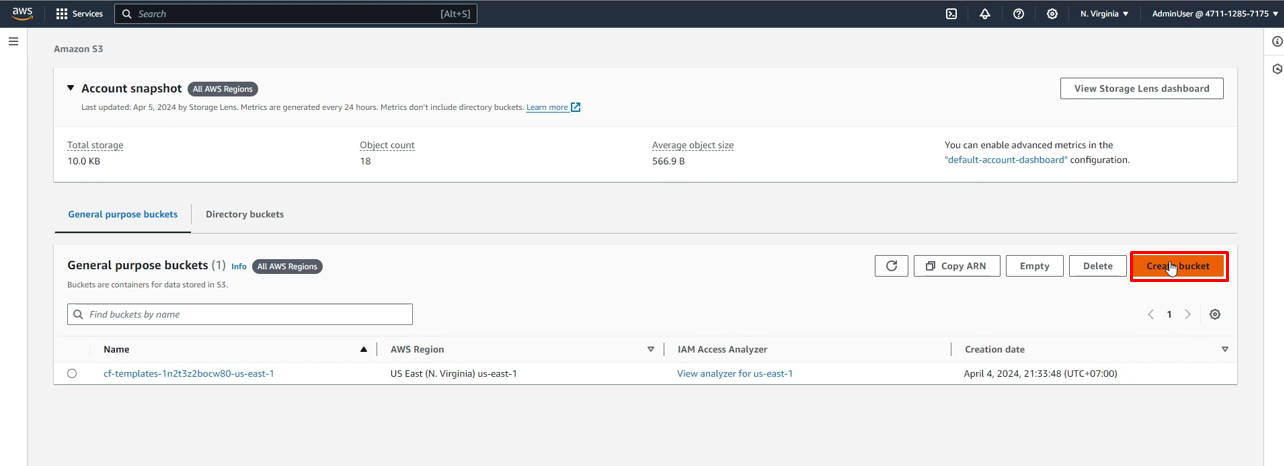 aws Services Search [Alt+S] N. Virginia ▼ AdminUser @ 4711-1285-7175 ▼
Amazon S3
▼ Account snapshot All AWS Regions View Storage Lens dashboard
Last updated: Apr 5, 2024 by Storage Lens. Metrics are generated every 24 hours. Metrics don't include directory buckets. Learn more
Total storage Object count Average object size You can enable advanced metrics in the
10.0 KB 18 566.9 B "default-account-dashboard" configuration.
General purpose buckets Directory buckets
General purpose buckets (1) Info All AWS Regions Copy ARN Empty Delete Create bucket
Buckets are containers for data stored in S3.
Find buckets by name 1
Name AWS Region IAM Access Analyzer Creation date
cf-templates-1n2t3z2bocw80-us-east-1 US East (N. Virginia) us-east-1 View analyzer for us-east-1 April 4, 2024, 21:33:48 (UTC+07:00)